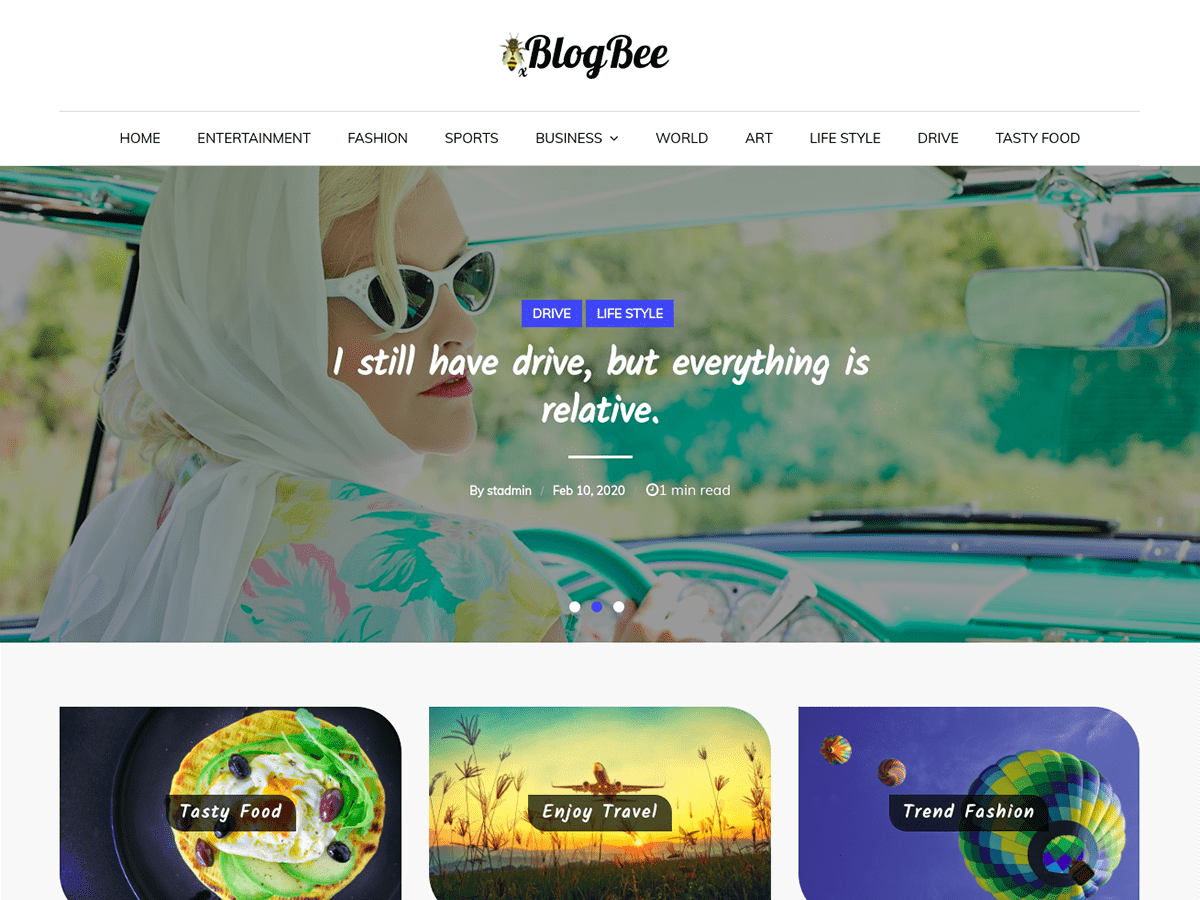 xBlogBee
HOME ENTERTAINMENT FASHION SPORTS BUSINESS WORLD ART LIFE STYLE DRIVE TASTY FOOD
DRIVE LIFE STYLE
I still have drive, but everything is
relative.
By stadmin / Feb 10, 2020 1 min read
Tasty Food Enjoy Travel Trend Fashion